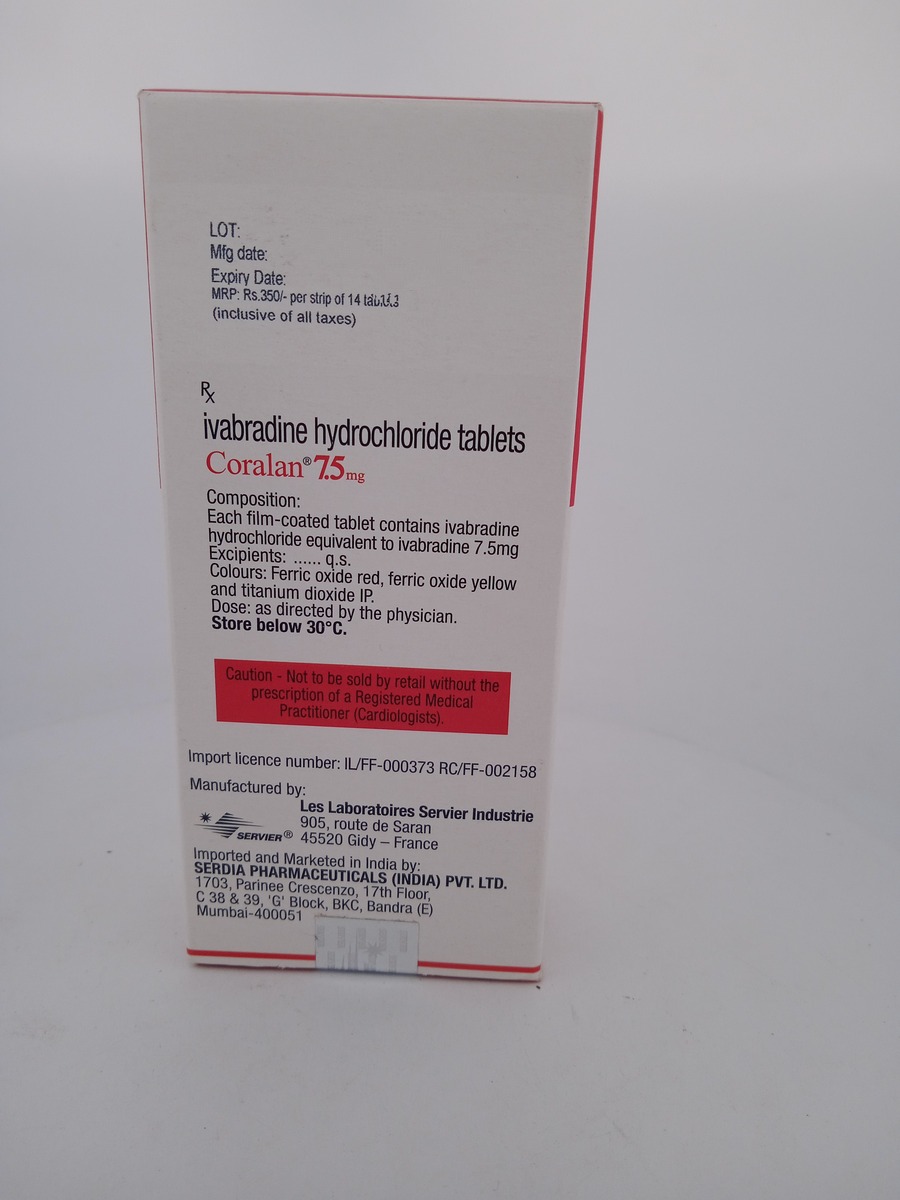 LOT:
Mfg date:
Expiry Date:
MRP: Rs.350/- per strip of 14 tablets
(inclusive of all taxes)
Rx
ivabradine hydrochloride tablets
Coralan® 7.5 mg
Composition:
Each film-coated tablet contains ivabradine
hydrochloride equivalent to ivabradine 7.5mg
Excipients: ...... q.s.
Colours: Ferric oxide red, ferric oxide yellow
and titanium dioxide IP.
Dose: as directed by the physician.
Store below 30°C.
Caution - Not to be sold by retail without the
prescription of a Registered Medical
Practitioner (Cardiologists).
Import licence number: IL/FF-000373 RC/FF-002158
Manufactured by:
Les Laboratoires Servier Industrie
905, route de Saran
SERVIER® 45520 Gidy – France
Imported and Marketed in India by:
SERDIA PHARMACEUTICALS (INDIA) PVT. LTD.
1703, Parinee Crescenzo, 17th Floor,
C 38 & 39, 'G' Block, BKC, Bandra (E)
Mumbai-400051